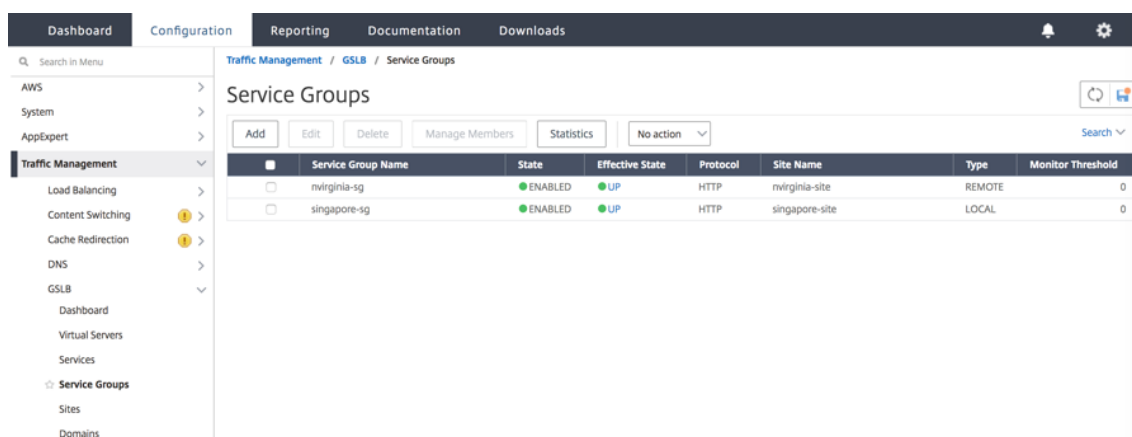 Dashboard Configuration Reporting Documentation Downloads
Search in Menu
AWS
System
AppExpert
Traffic Management
Load Balancing
Content Switching
Cache Redirection
DNS
GSLB
Dashboard
Virtual Servers
Services
Service Groups
Sites
Domains
Traffic Management / GSLB / Service Groups
Service Groups
Add Edit Delete Manage Members Statistics No action Search
Service Group Name State Effective State Protocol Site Name Type Monitor Threshold
nvirginia-sg ENABLED UP HTTP nvirginia-site REMOTE 0
singapore-sg ENABLED UP HTTP singapore-site LOCAL 0